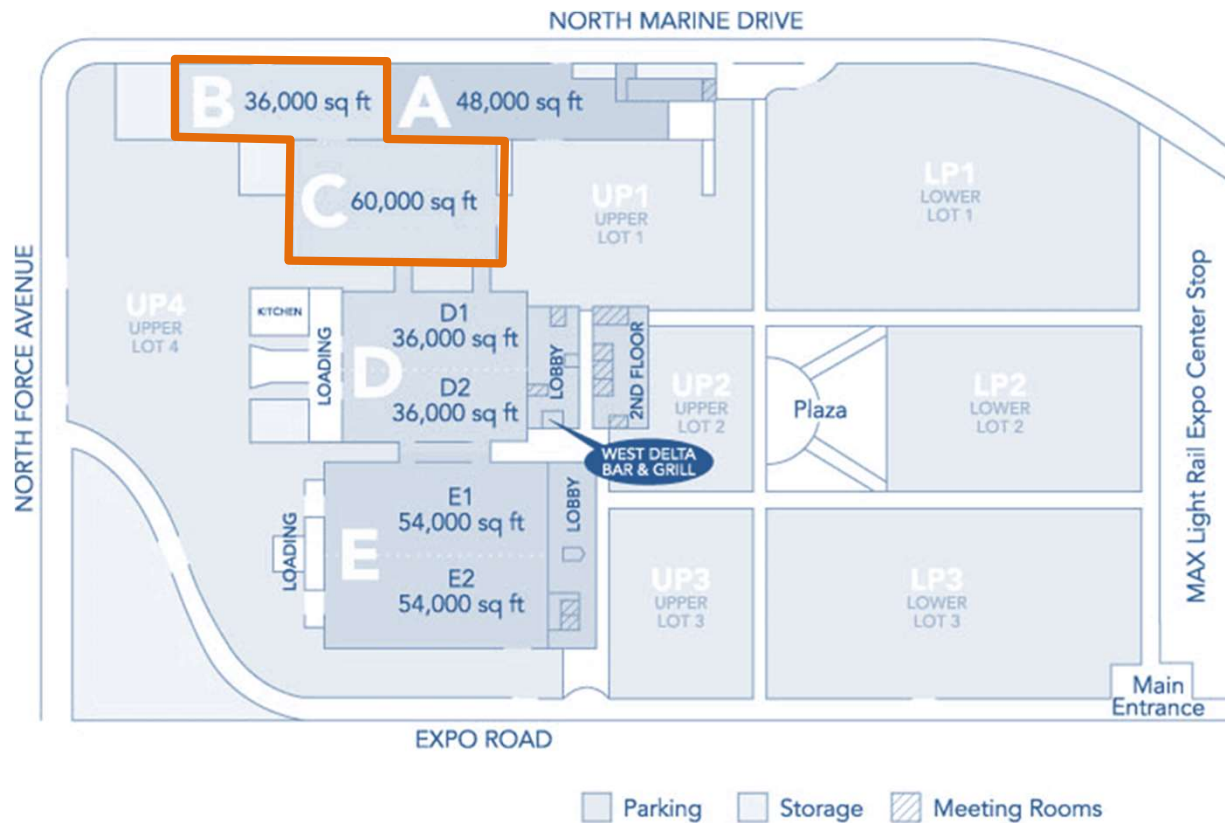 NORTH MARINE DRIVE
B
36,000 sq ft
A
48,000 sq ft
C
60,000 sq ft
UP1
UPPER
LOT 1
LP1
LOWER
LOT 1
NORTH FORCE AVENUE
UP4
UPPER
LOT 4
KITCHEN
LOADING
D
D1
36,000 sq ft
D2
36,000 sq ft
LOBBY
2ND FLOOR
UP2
UPPER
LOT 2
Plaza
LP2
LOWER
LOT 2
MAX Light Rail Expo Center Stop
WEST DELTA
BAR & GRILL
LOADING
E
E1
54,000 sq ft
E2
54,000 sq ft
LOBBY
UP3
UPPER
LOT 3
LP3
LOWER
LOT 3
Main
Entrance
EXPO ROAD
Parking
Storage
Meeting Rooms